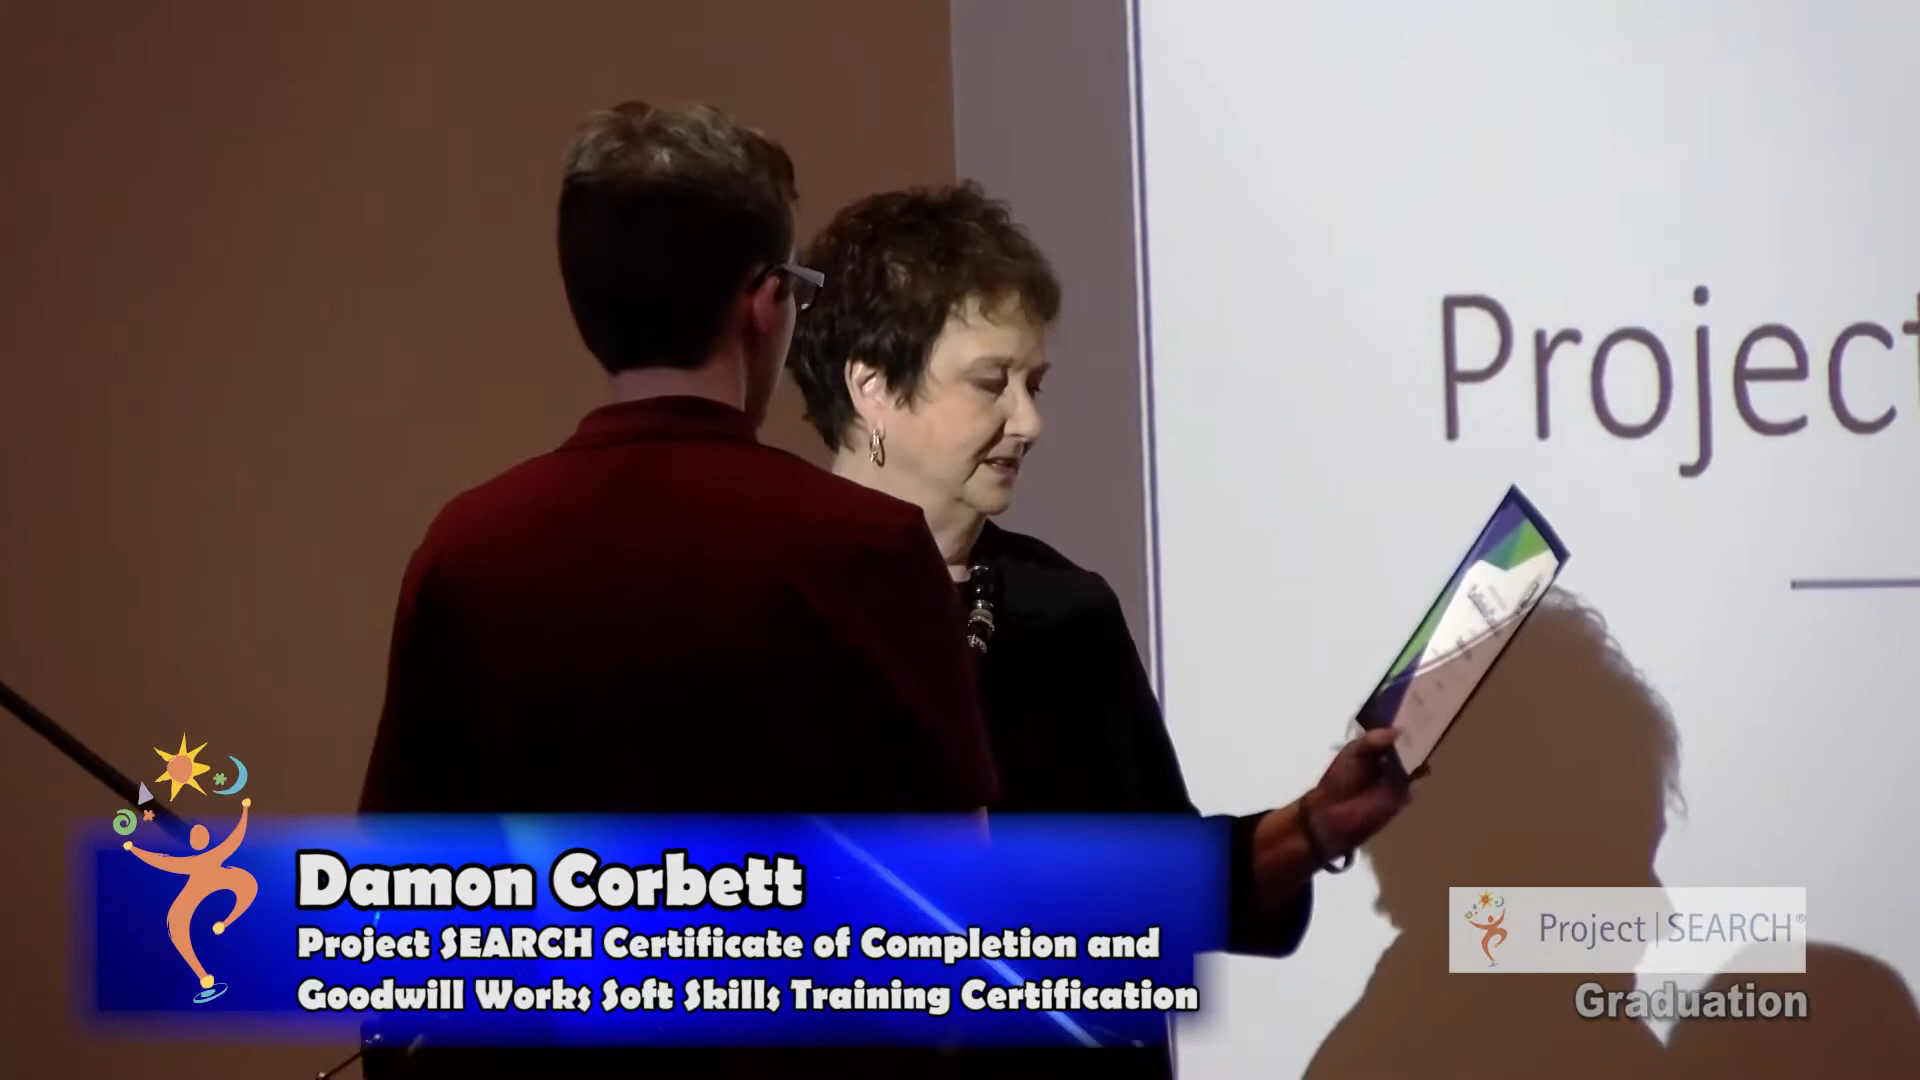 Project
Damon Corbett
Project SEARCH Certificate of Completion and
Goodwill Works Soft Skills Training Certification
Project | SEARCH®
Graduation